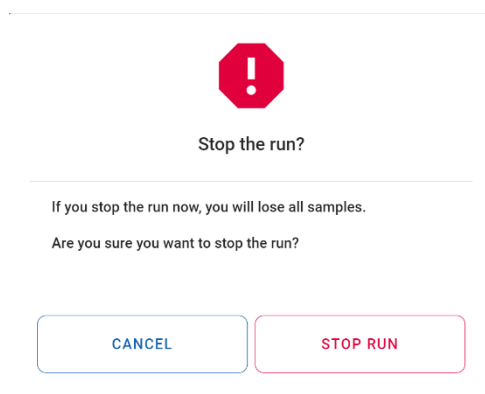 Stop the run?
If you stop the run now, you will lose all samples.
Are you sure you want to stop the run?
CANCEL
STOP RUN